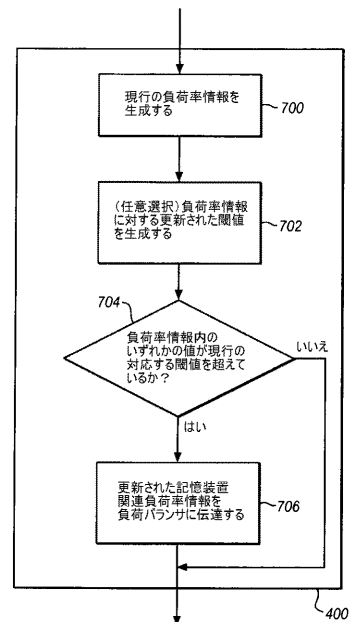 現行の負荷率情報を
生成する
700
（任意選択）負荷率情報
に対する更新された閾値
を生成する
702
704
負荷率情報内の
いずれかの値が現行の
対応する閾値を超えて
いるか？
いいえ
はい
更新された記憶装置
関連負荷率情報を
負荷バランサに伝達する
706
400